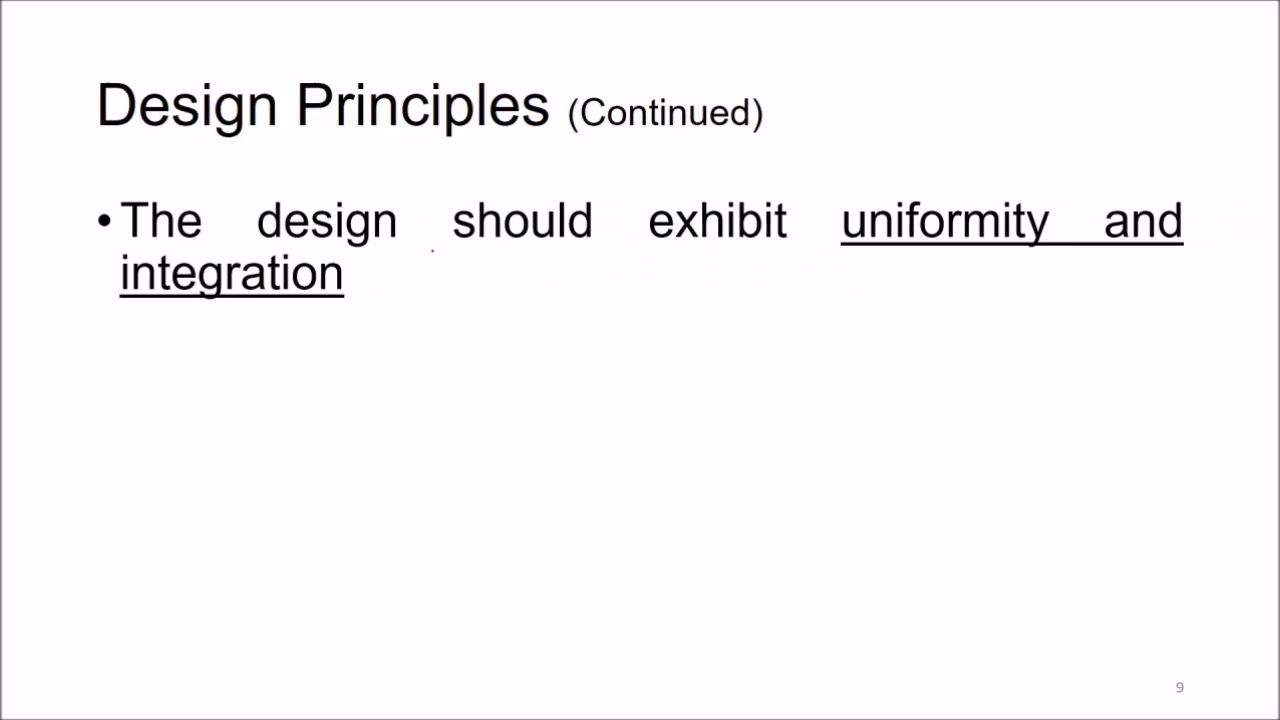 Design Principles (Continued)
• The design should exhibit uniformity and
integration
9